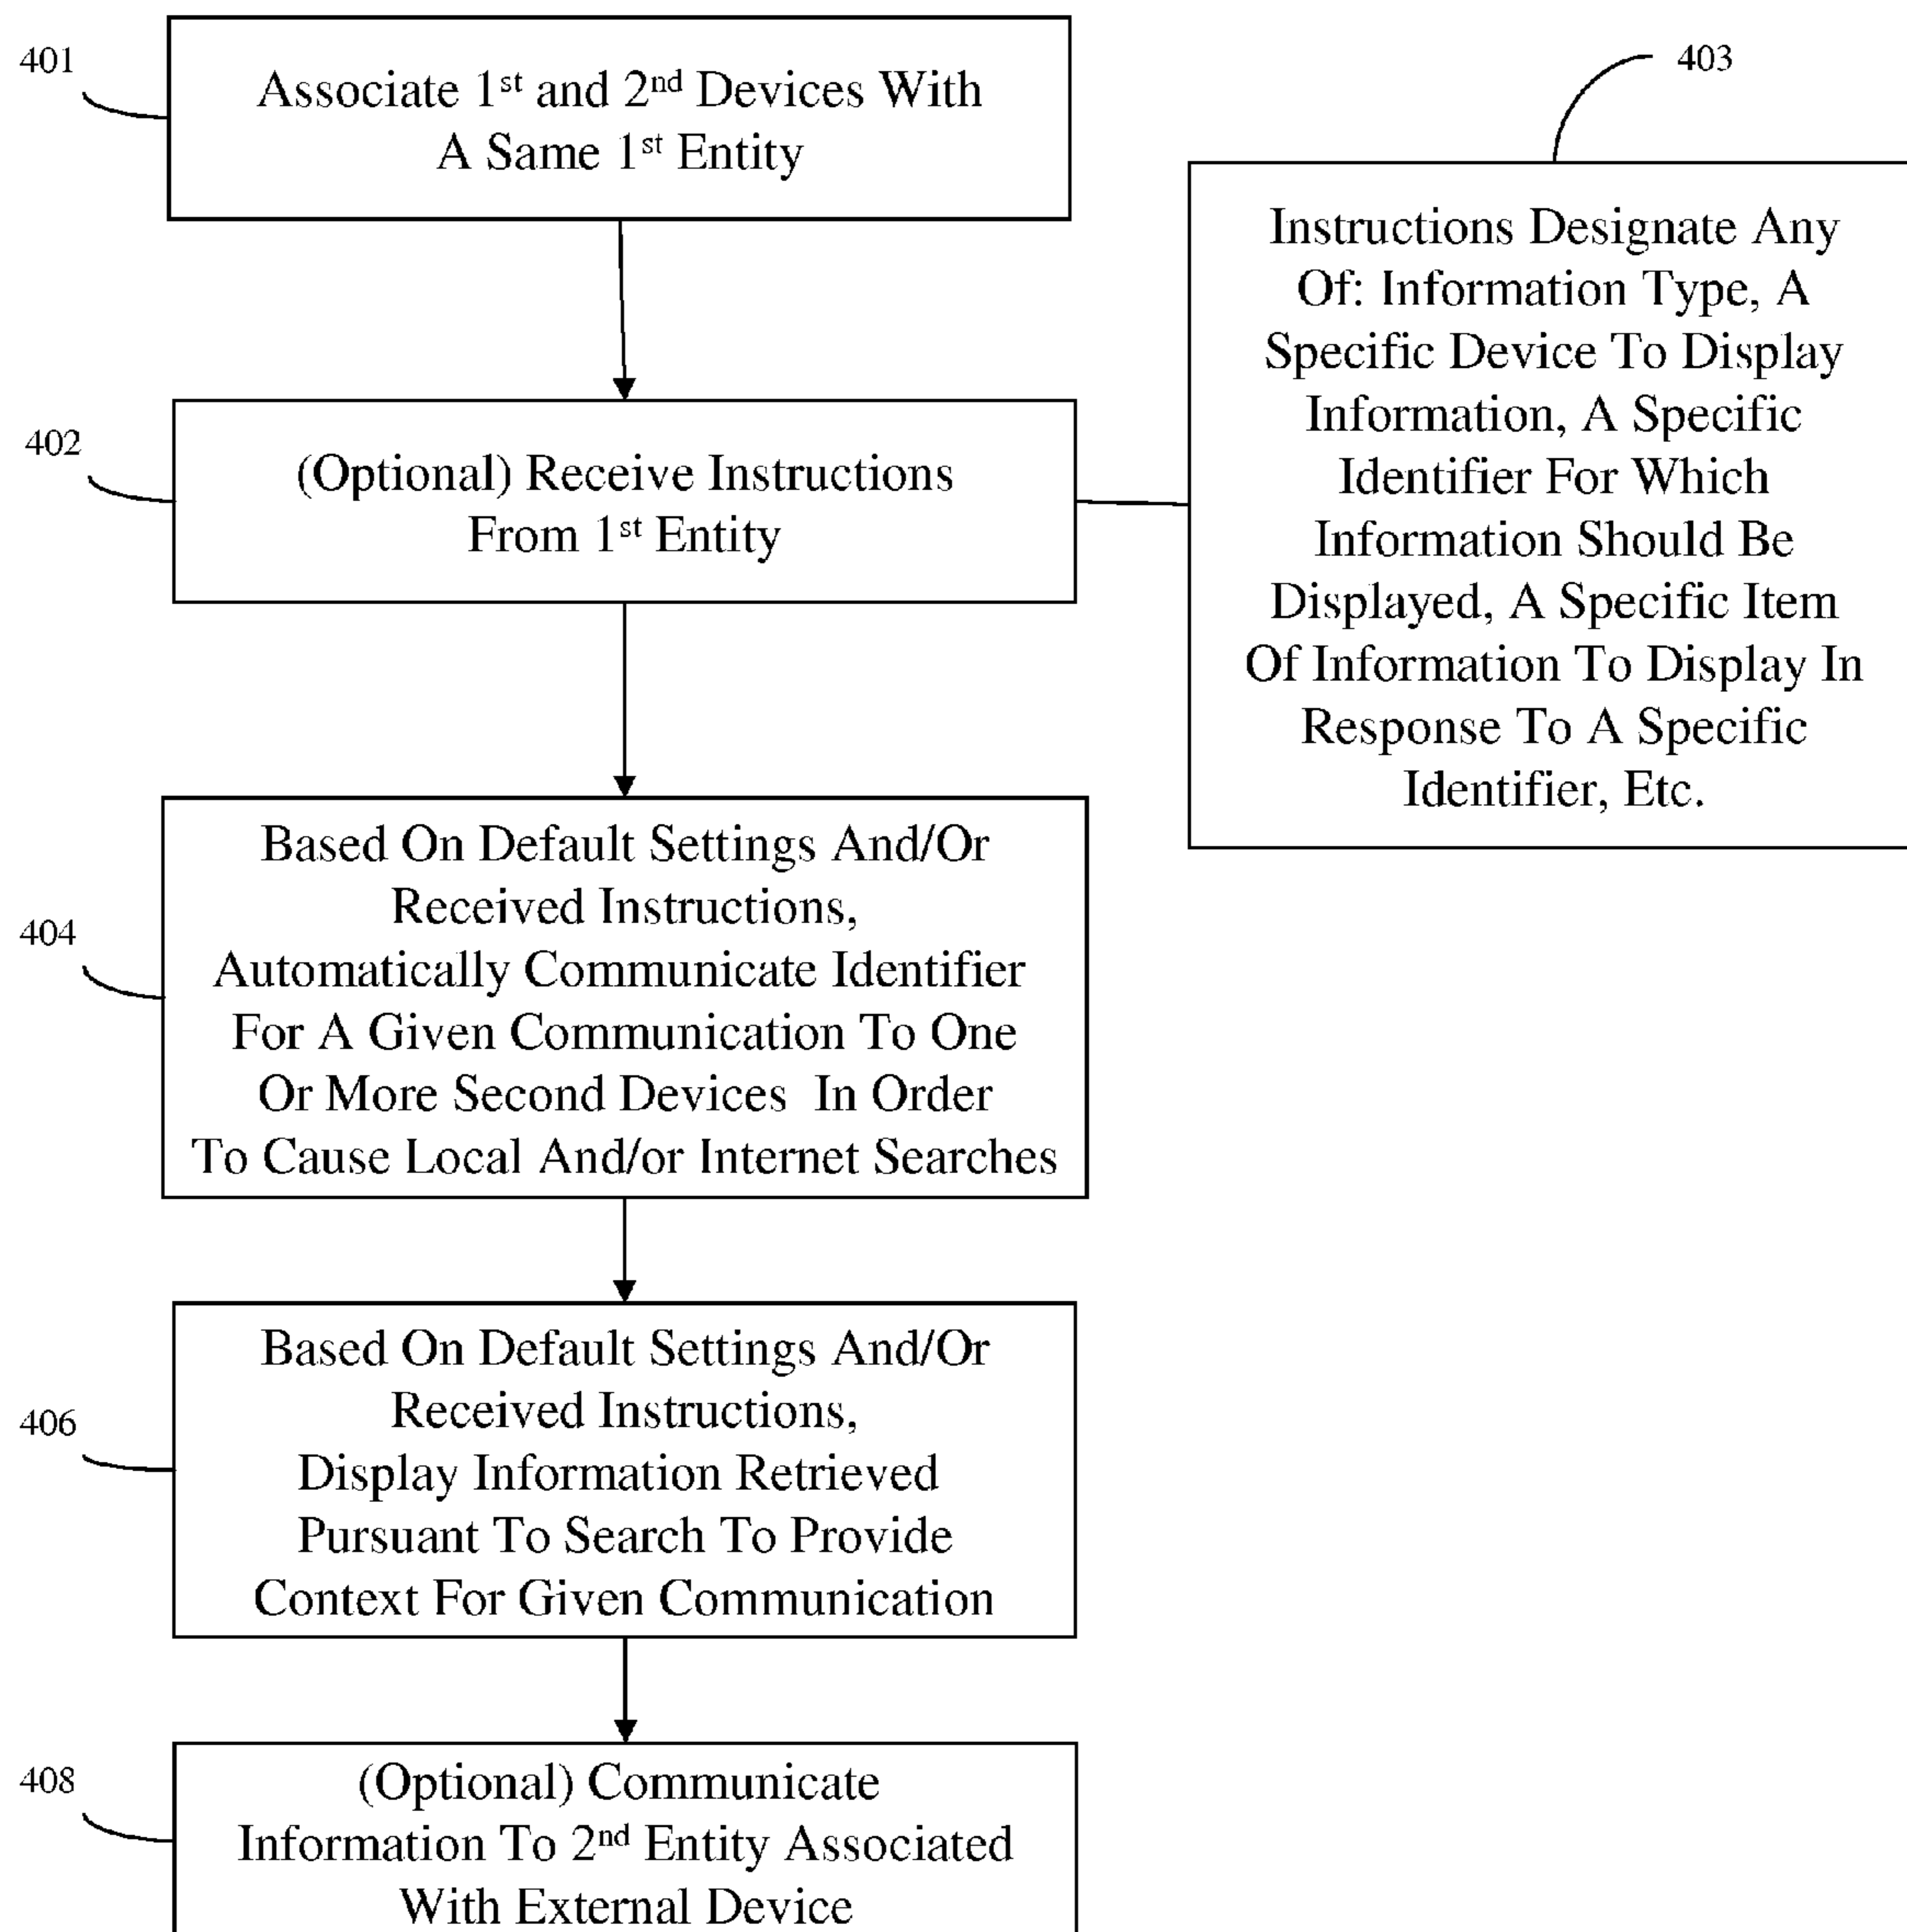 401
Associate 1st and 2nd Devices With
A Same 1st Entity
402
(Optional) Receive Instructions
From 1st Entity
403
Instructions Designate Any
Of: Information Type, A
Specific Device To Display
Information, A Specific
Identifier For Which
Information Should Be
Displayed, A Specific Item
Of Information To Display In
Response To A Specific
Identifier, Etc.
404
Based On Default Settings And/Or
Received Instructions,
Automatically Communicate Identifier
For A Given Communication To One
Or More Second Devices In Order
To Cause Local And/or Internet Searches
406
Based On Default Settings And/Or
Received Instructions,
Display Information Retrieved
Pursuant To Search To Provide
Context For Given Communication
408
(Optional) Communicate
Information To 2nd Entity Associated
With External Device